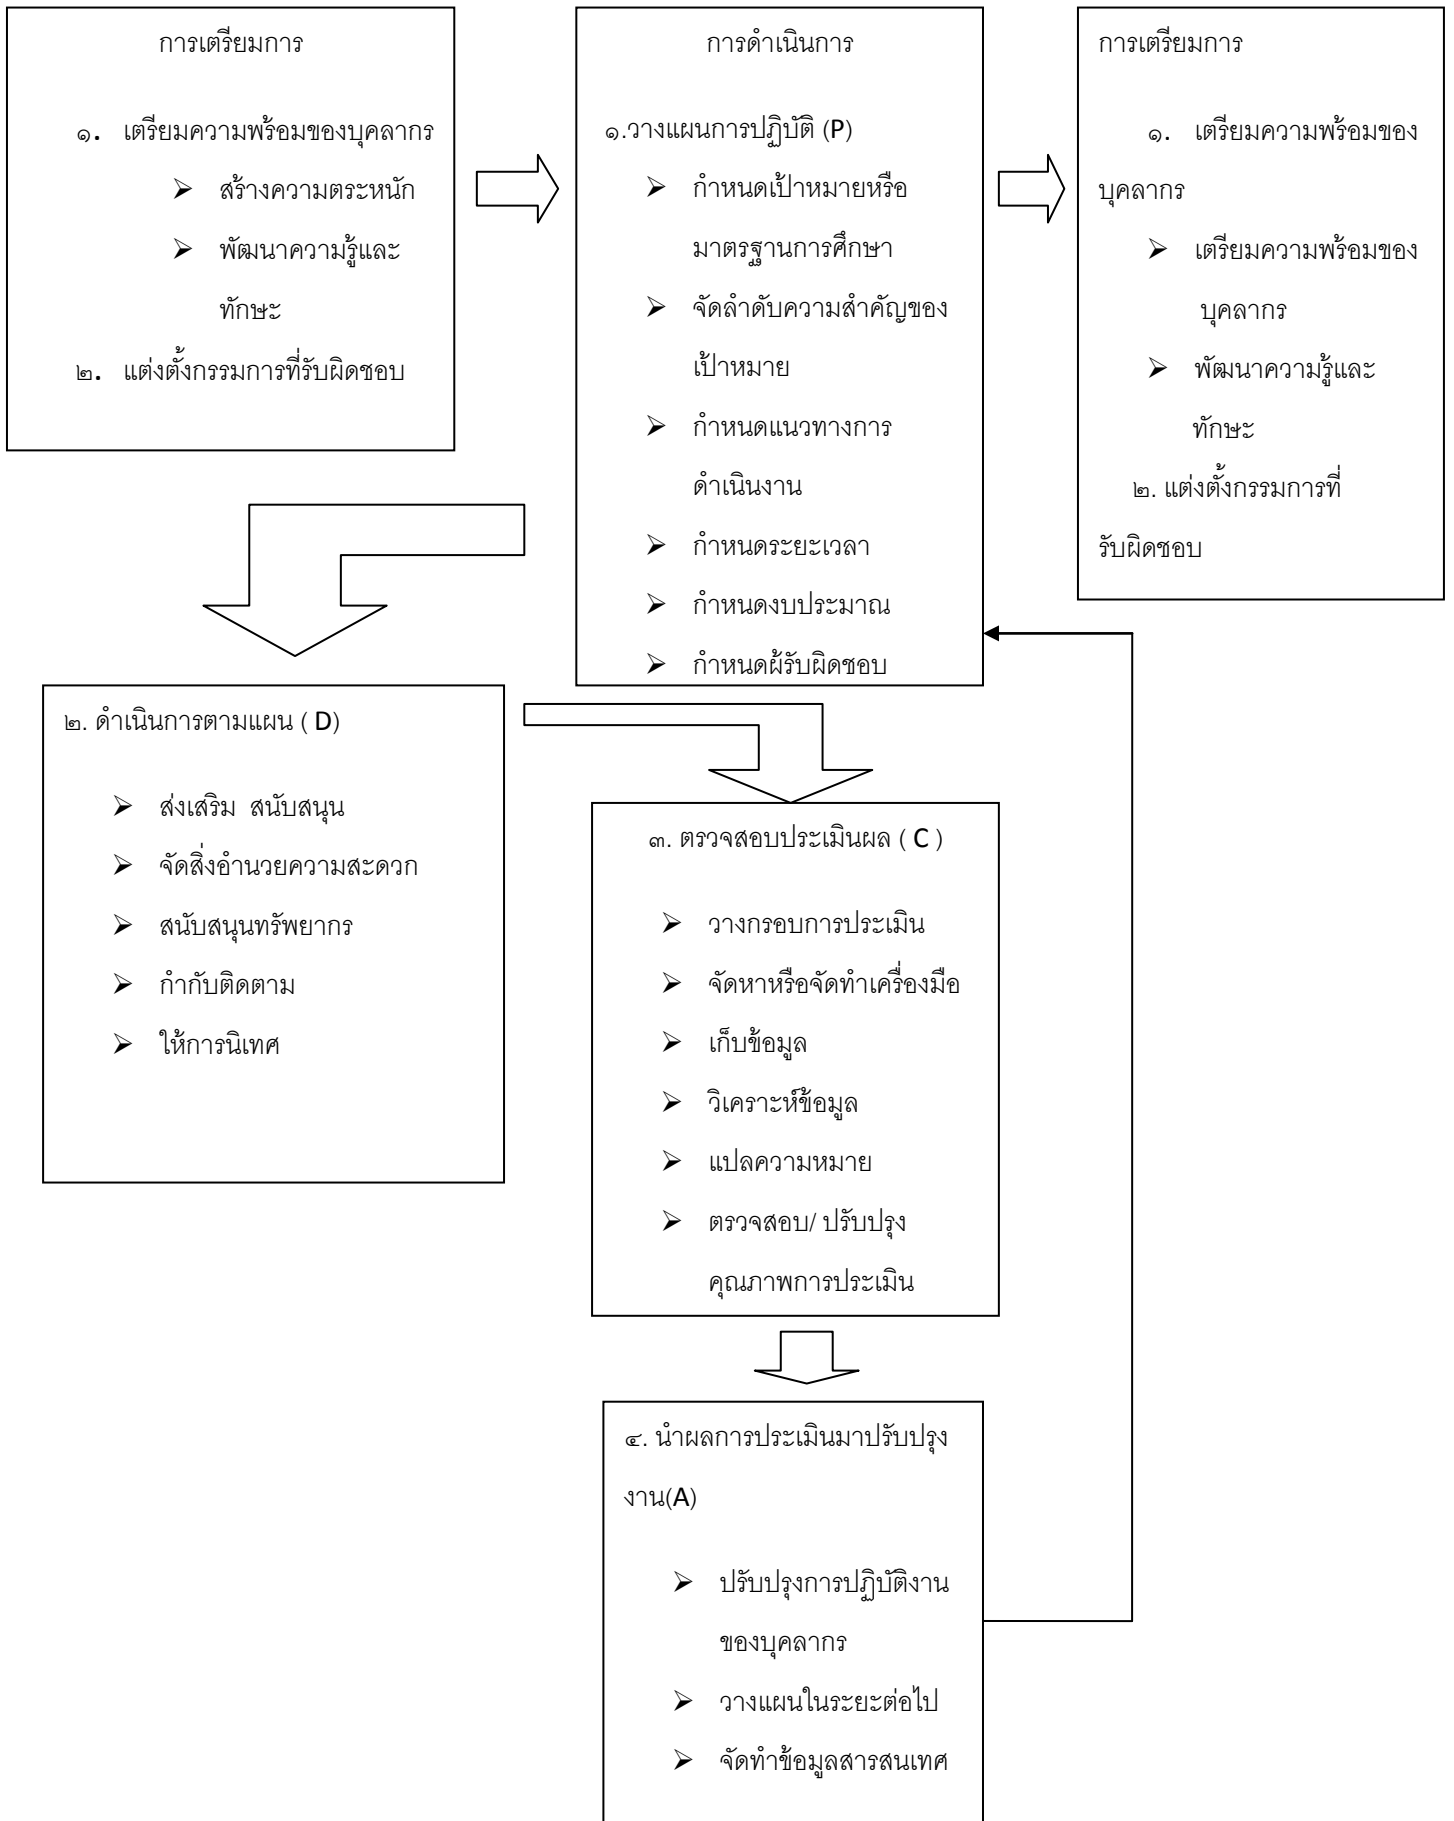 การเตรียมการ
๑. เตรียมความพร้อมของบุคลากร
➢ สร้างความตระหนัก
➢ พัฒนาความรู้และ
ทักษะ
๒. แต่งตั้งกรรมการที่รับผิดชอบ
การดำเนินการ
๑.วางแผนการปฏิบัติ (P)
➢ กำหนดเป้าหมายหรือ
มาตรฐานการศึกษา
➢ จัดลำดับความสำคัญของ
เป้าหมาย
➢ กำหนดแนวทางการ
ดำเนินงาน
➢ กำหนดระยะเวลา
➢ กำหนดงบประมาณ
➢ กำหนดผู้รับผิดชอบ
การเตรียมการ
๑. เตรียมความพร้อมของ
บุคลากร
➢ เตรียมความพร้อมของ
บุคลากร
➢ พัฒนาความรู้และ
ทักษะ
๒. แต่งตั้งกรรมการที่
รับผิดชอบ
๒. ดำเนินการตามแผน ( D)
➢ ส่งเสริม สนับสนุน
➢ จัดสิ่งอำนวยความสะดวก
➢ สนับสนุนทรัพยากร
➢ กำกับติดตาม
➢ ให้การนิเทศ
๓. ตรวจสอบประเมินผล ( C )
➢ วางกรอบการประเมิน
➢ จัดหาหรือจัดทำเครื่องมือ
➢ เก็บข้อมูล
➢ วิเคราะห์ข้อมูล
➢ แปลความหมาย
➢ ตรวจสอบ/ ปรับปรุง
คุณภาพการประเมิน
๔. นำผลการประเมินมาปรับปรุง
งาน(A)
➢ ปรับปรุงการปฏิบัติงาน
ของบุคลากร
➢ วางแผนในระยะต่อไป
➢ จัดทำข้อมูลสารสนเทศ